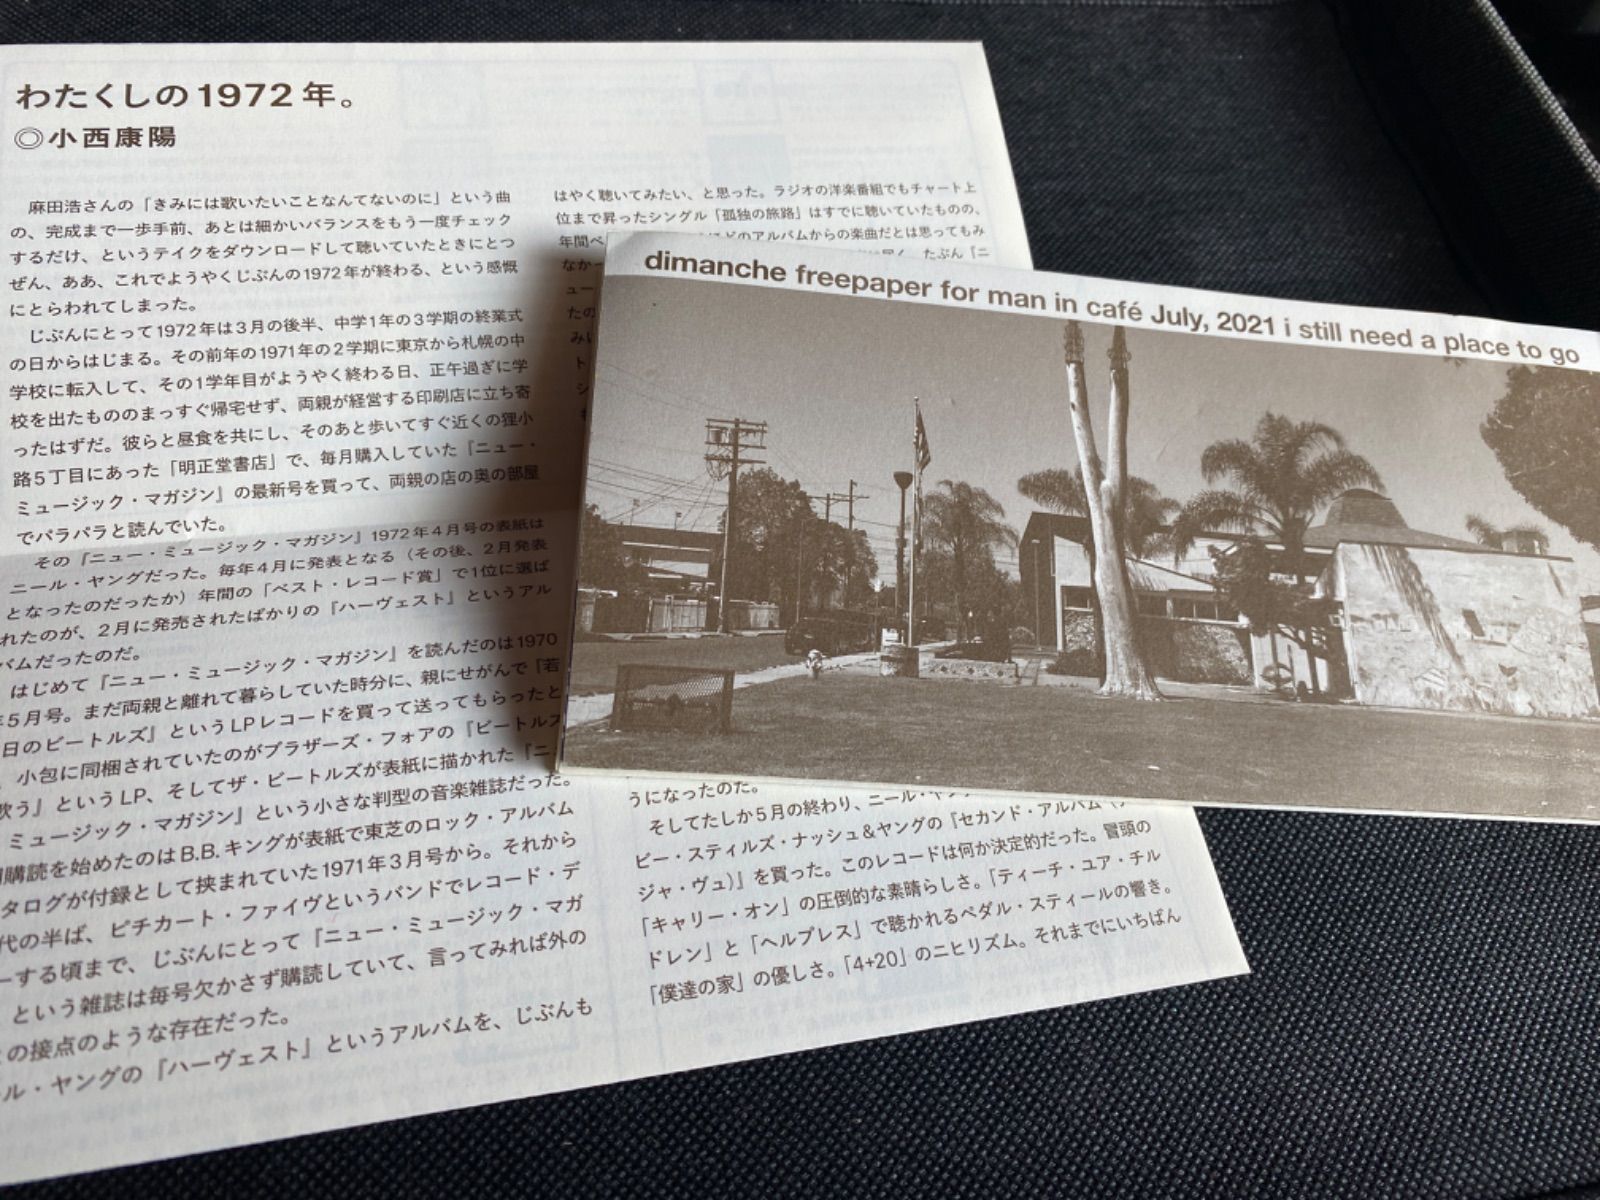 わたくしの1972年。
◎小西康陽
麻田浩さんの「きみには歌いたいことなんてないのに」という曲
の、完成まで一歩手前、あとは細かいバランスをもう一度チェック
するだけ、というテイクをダウンロードして聴いていたときにとつ
ぜん、ああ、これでようやくじぶんの1972年が終わる、という感慨
にとらわれてしまった。
じぶんにとって1972年は3月の後半、中学1年の3学期の終業式
の日からはじまる。その前年の1971年の2学期に東京から札幌の中
学校に転入して、その1学年目がようやく終わる日、正午過ぎに学
校を出たもののまっすぐ帰宅せず、両親が経営する印刷店に立ち寄
ったはずだ。彼らと昼食を共にし、そのあと歩いてすぐ近くの狸小
路5丁目にあった「明正堂書店」で、毎月購入していた『ニュー・
ミュージック・マガジン』の最新号を買って、両親の店の奥の部屋
でパラパラと読んでいた。
その『ニュー・ミュージック・マガジン』1972年4月号の表紙は
ニール・ヤングだった。毎年4月に発表となる（その後、2月発表
となったのだったか）年間の「ベスト・レコード賞」で1位に選ば
れたのが、2月に発売されたばかりの『ハーヴェスト』というアル
バムだったのだ。
はじめて『ニュー・ミュージック・マガジン』を読んだのは1970
年5月号。まだ両親と離れて暮らしていた時分に、親にせがんで『若
日のビートルズ』というLPレコードを買って送ってもらったと
、小包に同梱されていたのがブラザーズ・フォアの『ビートルズ
歌う』というLP、そしてザ・ビートルズが表紙に描かれた『ニ
ミュージック・マガジン』という小さな判型の音楽雑誌だった。
購読を始めたのはB.B.キングが表紙で東芝のロック・アルバム
タログが付録として挟まれていた1971年3月号から。それから
代の半ば、ピチカート・ファイヴというバンドでレコード・デ
ーする頃まで、じぶんにとって『ニュー・ミュージック・マガ
』という雑誌は毎号欠かさず購読していて、言ってみれば外の
の接点のような存在だった。
ル・ヤングの『ハーヴェスト』というアルバムを、じぶんも
はやく聴いてみたい、と思った。ラジオの洋楽番組でもチャート上
位まで昇ったシングル「孤独の旅路」はすでに聴いていたものの、
年間ベ
どのアルバムからの楽曲だとは思ってもみ
なかー
たぶん『ニ
ュー
たの
みい
ト
シ
うになったのだ。
そしてたしか5月の終わり、ニール・ヤン
ビー・スティルズ・ナッシュ&ヤングの『セカンド・アルバム
ジャ・ヴュ）』を買った。このレコードは何か決定的だった。冒頭の
「キャリー・オン」の圧倒的な素晴らしさ。「ティーチ・ユア・チル
ドレン」と「ヘルプレス」で聴かれるペダル・スティールの響き。
「僕達の家」の優しさ。「4+20」のニヒリズム。それまでにいちばん
dimanche freepaper for man in café July, 2021 i still need a place to go